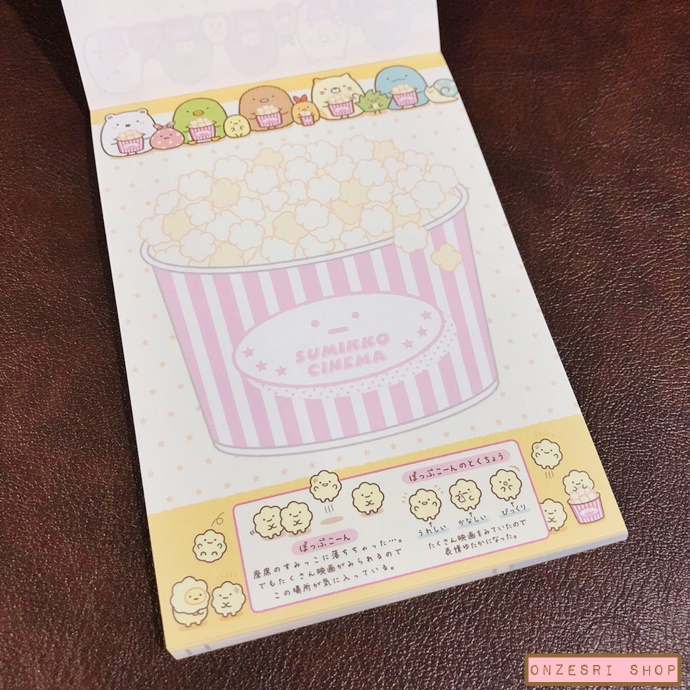 SUMIKKO
CINEMA
ぽっぷこーん
座席のすみっこに落ちちゃった…。
でもたくさん映画がみられるので
この場所が気に入っている。
ぽっぷこーんのとくちょう
うれしい かなしい びっくり
たくさん映画をみていたので
表情ゆたかになった。
ONZESRI SHOP